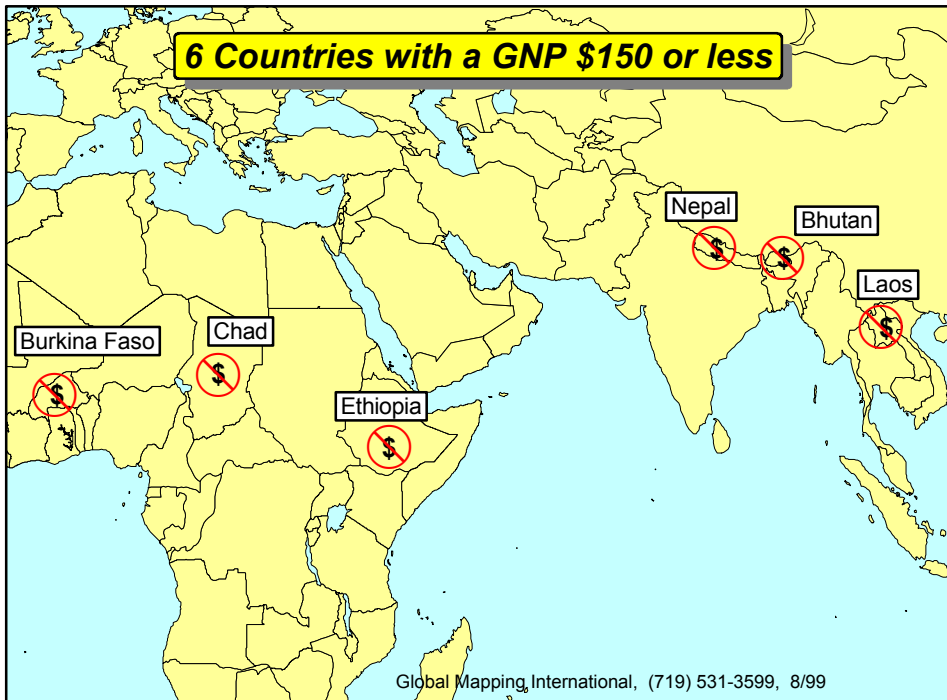 6 Countries with a GNP $150 or less
Nepal
Bhutan
Laos
Chad
Burkina Faso
Ethiopia
$
$
$
$
$
$
Global Mapping International, (719) 531-3599, 8/99